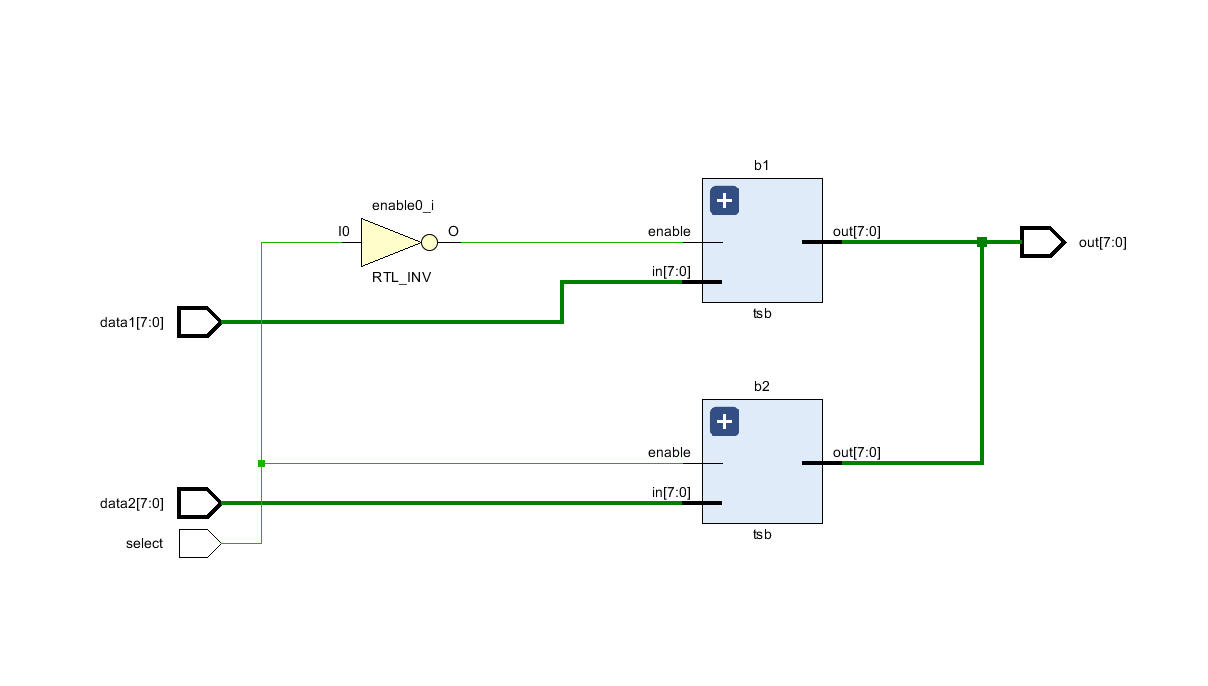 b1
enable0_i
I0
O
enable
out[7:0]
out[7:0]
in[7:0]
RTL_INV
tsb
data1[7:0]
b2
enable
out[7:0]
in[7:0]
data2[7:0]
tsb
select